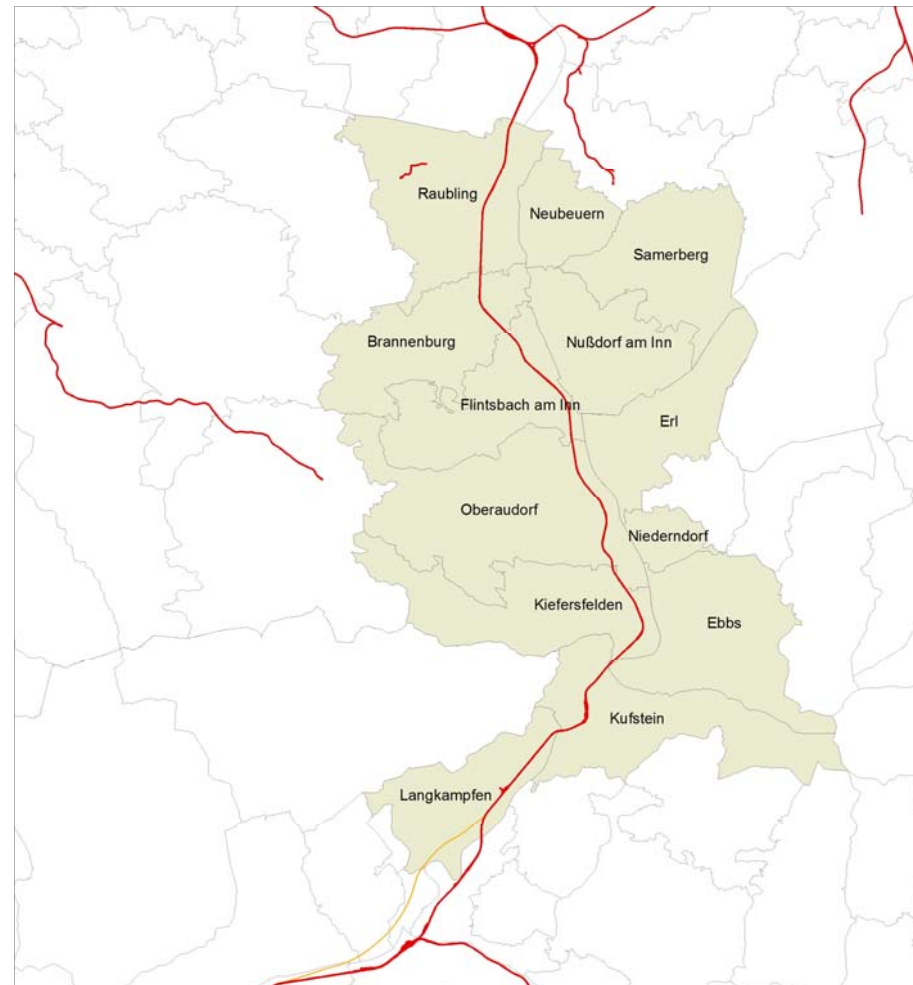 Raubling
Neubeuern
Samerberg
Brannenburg
Nußdorf am Inn
Flintsbach am Inn
Erl
Oberaudorf
Niederndorf
Kiefersfelden
Ebbs
Kufstein
Langkampfen